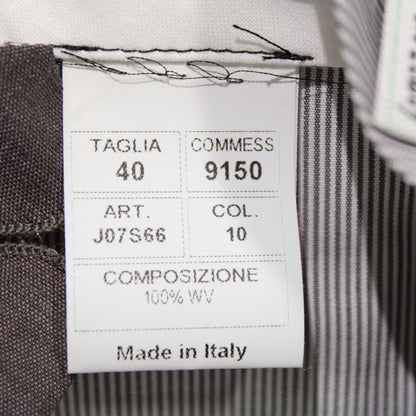 TAGLIA COMMESS
40 9150
ART. COL.
J07S66 10
COMPOSIZIONE
100% WV
Made in Italy